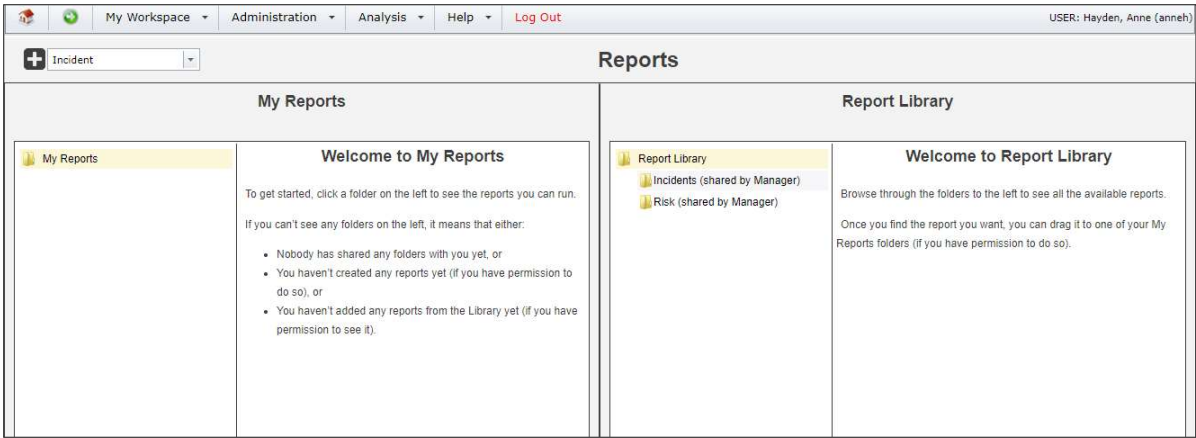 My Workspace Administration Analysis Help Log Out USER: Hayden, Anne (anneh)
Incident
Reports
My Reports
Report Library
My Reports
Welcome to My Reports
To get started, click a folder on the left to see the reports you can run.
If you can't see any folders on the left, it means that either:
• Nobody has shared any folders with you yet, or
• You haven't created any reports yet (if you have permission to
do so), or
• You haven't added any reports from the Library yet (if you have
permission to see it).
Report Library
Incidents (shared by Manager)
Risk (shared by Manager)
Welcome to Report Library
Browse through the folders to the left to see all the available reports.
Once you find the report you want, you can drag it to one of your My
Reports folders (if you have permission to do so).